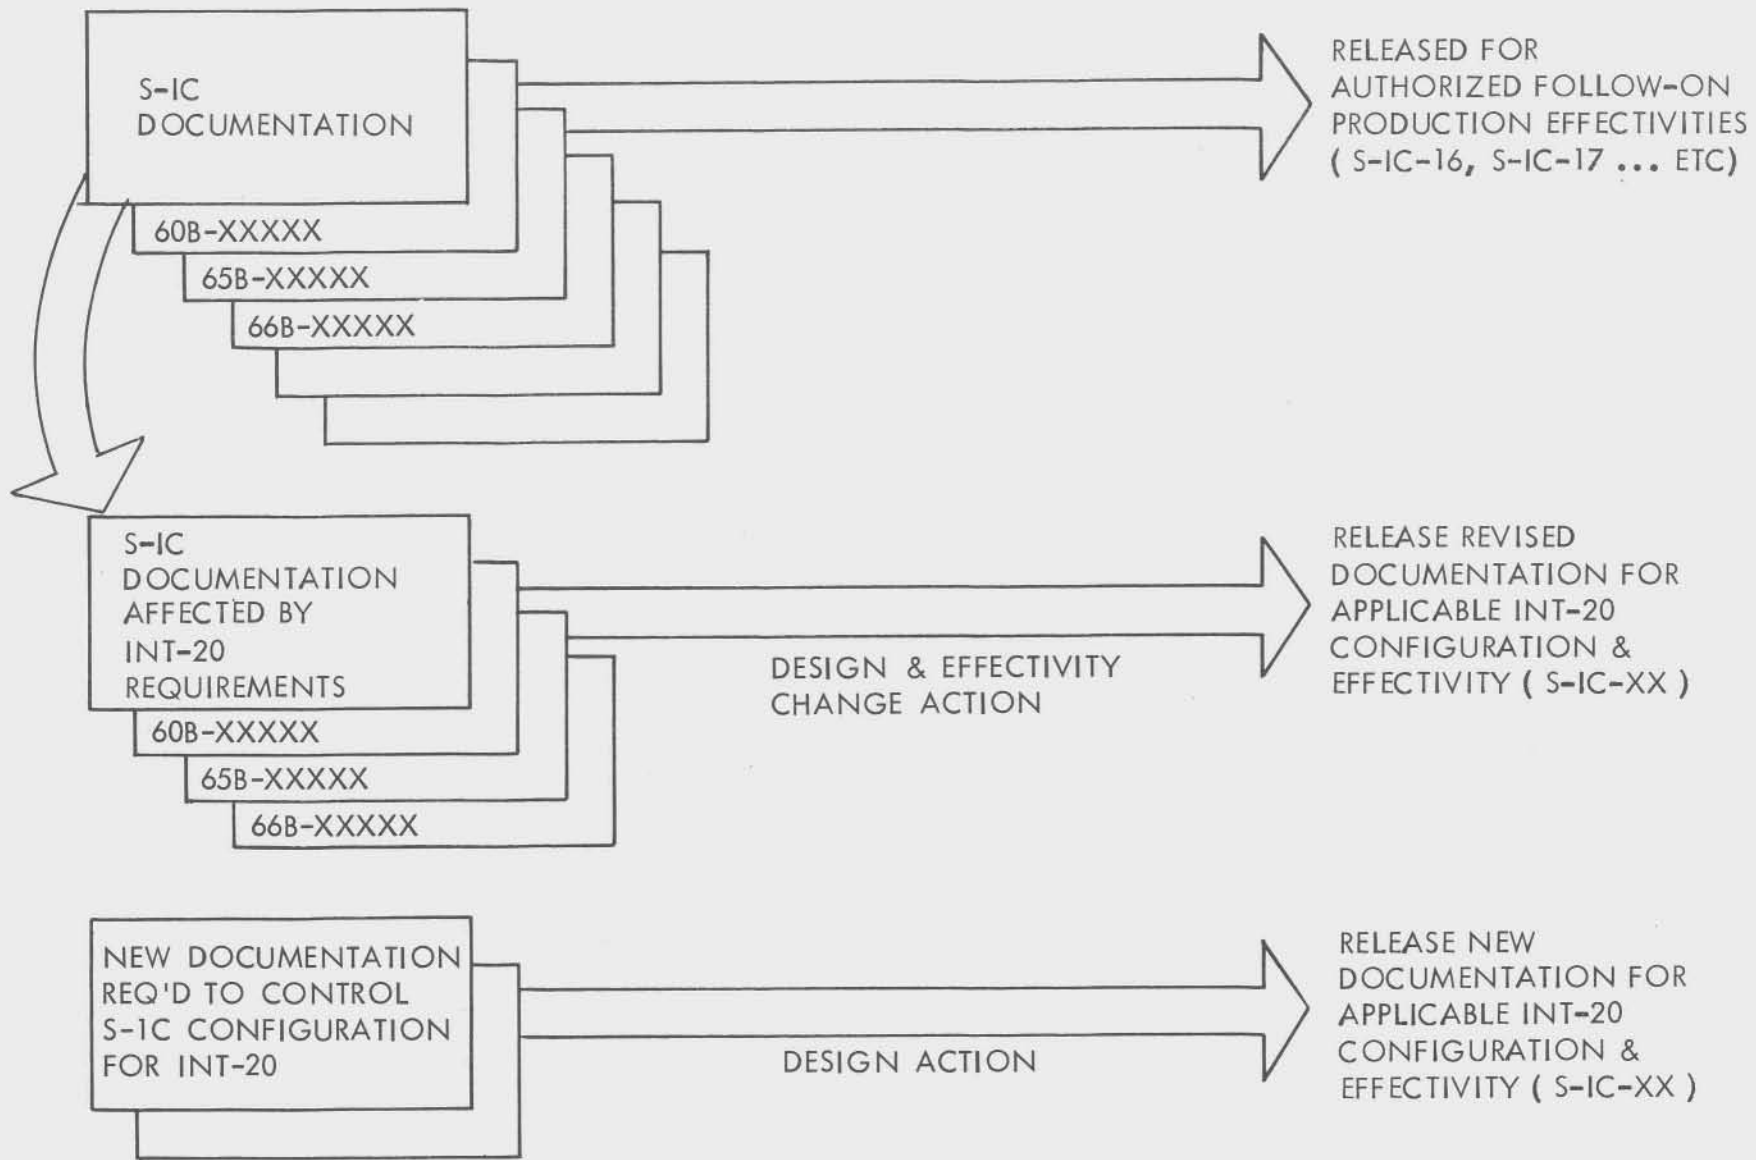 S-IC
DOCUMENTATION
60B-XXXXX
65B-XXXXX
66B-XXXXX
RELEASED FOR
AUTHORIZED FOLLOW-ON
PRODUCTION EFFECTIVITIES
( S-IC-16, S-IC-17 ... ETC)
S-IC
DOCUMENTATION
AFFECTED BY
INT-20
REQUIREMENTS
60B-XXXXX
65B-XXXXX
66B-XXXXX
DESIGN & EFFECTIVITY
CHANGE ACTION
RELEASE REVISED
DOCUMENTATION FOR
APPLICABLE INT-20
CONFIGURATION &
EFFECTIVITY ( S-IC-XX )
NEW DOCUMENTATION
REQ'D TO CONTROL
S-1C CONFIGURATION
FOR INT-20
DESIGN ACTION
RELEASE NEW
DOCUMENTATION FOR
APPLICABLE INT-20
CONFIGURATION &
EFFECTIVITY ( S-IC-XX )